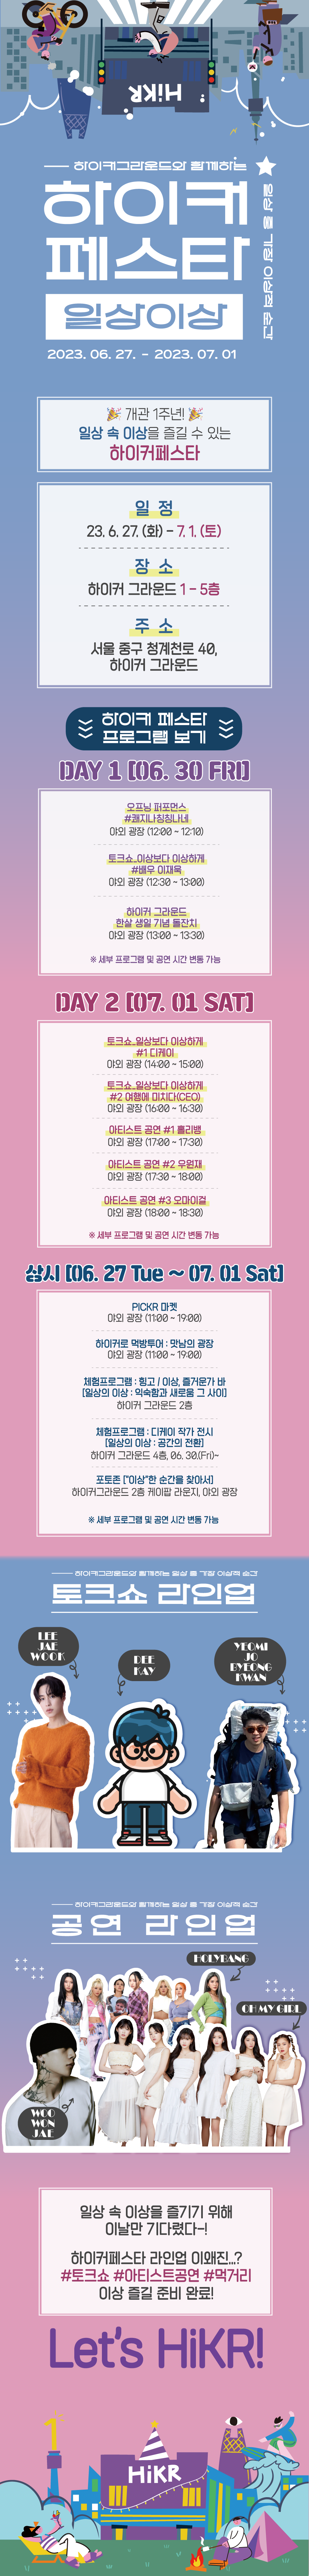 HiKR
하이커그라운드와 함께하는
하이커
페스타
일상이상
일상 중 가장 이상적 순간
2023. 06. 27. - 2023. 07. 01
🎉 개관 1주년! 🎉
일상 속 이상을 즐길 수 있는
하이커페스타
일 정
23. 6. 27. (화) - 7. 1. (토)
장 소
하이커 그라운드 1 - 5층
주 소
서울 중구 청계천로 40,
하이커 그라운드
하이커 페스타
프로그램 보기
DAY 1 [06. 30 FRI]
오프닝 퍼포먼스
#쾌지나칭칭나네
야외 광장 (12:00 ~ 12:10)
토크쇼_이상보다 이상하게
#배우 이재욱
야외 광장 (12:30 ~ 13:00)
하이커 그라운드
한살 생일 기념 돌잔치
야외 광장 (13:00 ~ 13:30)
※ 세부 프로그램 및 공연 시간 변동 가능
DAY 2 [07. 01 SAT]
토크쇼_일상보다 이상하게
#1 디케이
야외 광장 (14:00 ~ 15:00)
토크쇼_일상보다 이상하게
#2 여행에 미치다(CEO)
야외 광장 (16:00 ~ 16:30)
아티스트 공연 #1 홀리뱅
야외 광장 (17:00 ~ 17:30)
아티스트 공연 #2 우원재
야외 광장 (17:30 ~ 18:00)
아티스트 공연 #3 오마이걸
야외 광장 (18:00 ~ 18:30)
※ 세부 프로그램 및 공연 시간 변동 가능
상시 [06. 27 Tue ~ 07. 01 Sat]
PICKR 마켓
야외 광장 (11:00 ~ 19:00)
하이커로 먹방투어 : 맛남의 광장
야외 광장 (11:00 ~ 19:00)
체험프로그램 : 힝고 / 이상, 즐거운가 바
[일상의 이상 : 익숙함과 새로움 그 사이]
하이커 그라운드 2층
체험프로그램 : 디케이 작가 전시
[일상의 이상 : 공간의 전환]
하이커 그라운드 4층, 06. 30.(Fri)~
포토존 ["이상"한 순간을 찾아서]
하이커그라운드 2층 케이팝 라운지, 야외 광장
※ 세부 프로그램 및 공연 시간 변동 가능
하이커그라운드와 함께하는 일상 중 가장 이상적 순간
토크쇼 라인업
LEE
JAE
WOOK
DEE
KAY
YEOMI
JO
BYEONG
KWAN
하이커그라운드와 함께하는 일상 중 가장 이상적 순간
공연 라인업
HOLYBANG
OH MY GIRL
WOO
WON
JAE
일상 속 이상을 즐기기 위해
이날만 기다렸다~!
하이커페스타 라인업 이왜진...?
#토크쇼 #아티스트공연 #먹거리
이상 즐길 준비 완료!
Let's HiKR!
1
HiKR